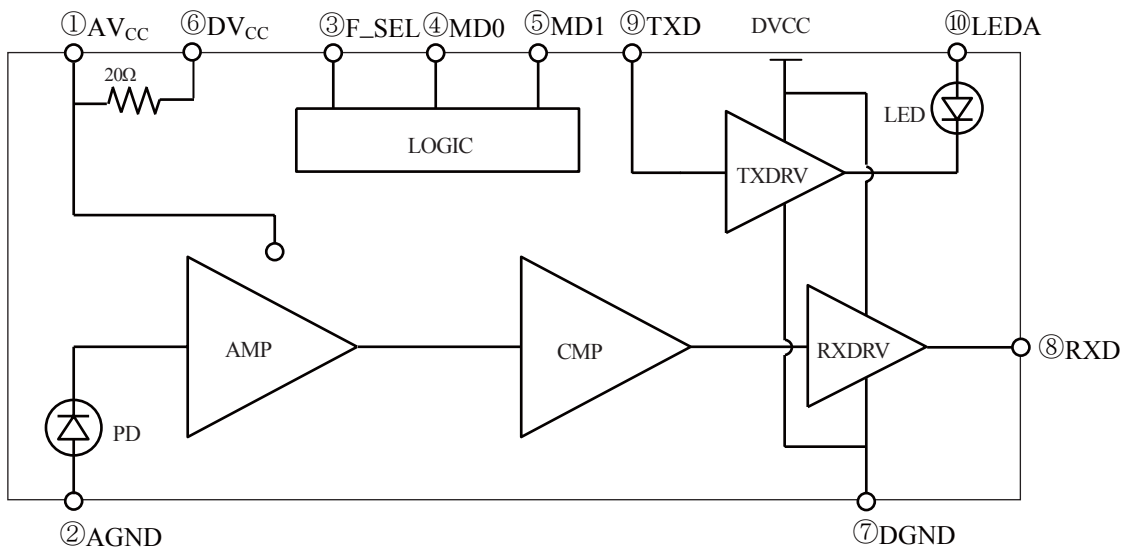 ①AVCC ⑥DVCC ③F_SEL ④MD0 ⑤MD1 ⑨TXD DVCC ⑩LEDA
20Ω
LED
LOGIC
TXDRV
AMP
CMP
RXDRV
⑧RXD
PD
②AGND
⑦DGND